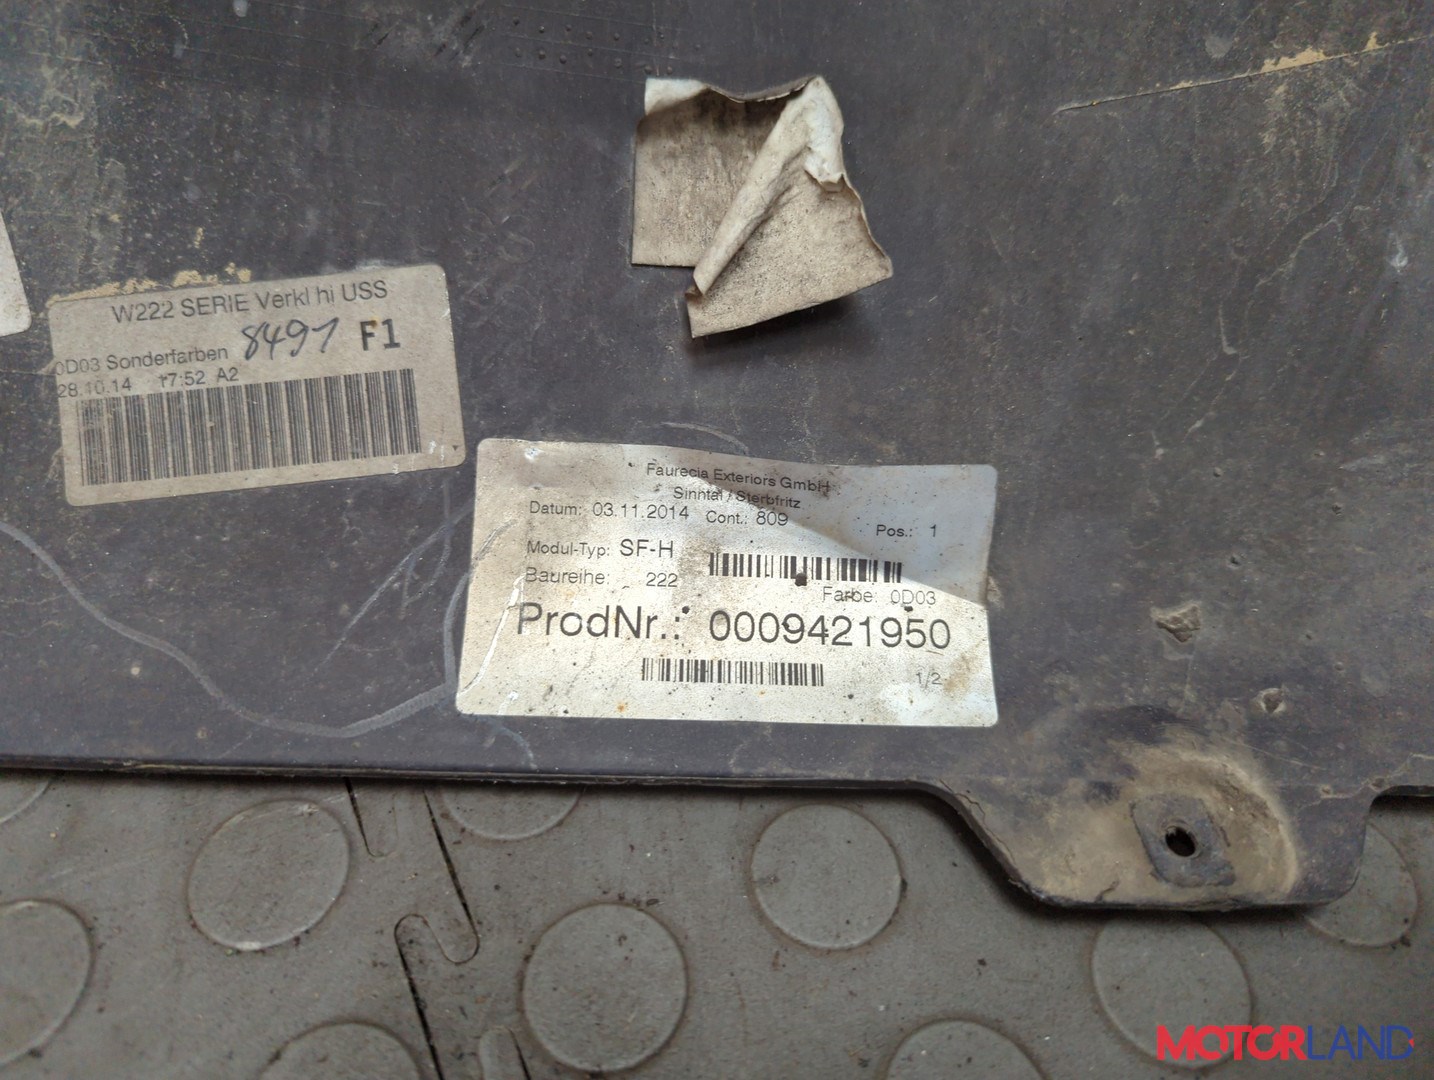 W222 SERIE Verkl hi USS
0D03 Sonderfarben 8497 F1
28.10.14 17:52 A2
Faurecia Exteriors GmbH
Sinntal / Sterbfritz
Datum: 03.11.2014 Cont.: 809 Pos.: 1
Modul-Typ: SF-H
Baureihe: 222
Farbe: 0D03
ProdNr.: 0009421950
1/2
MOTORLAND